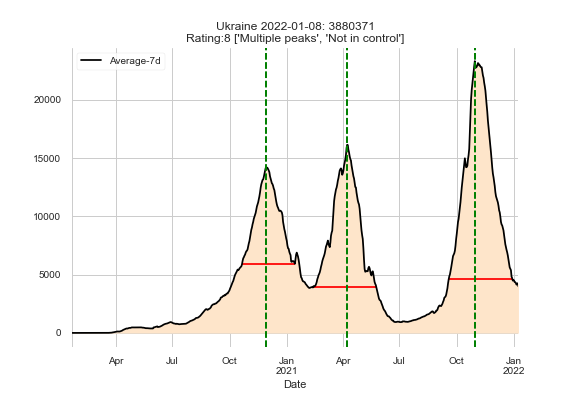 Ukraine 2022-01-08: 3880371
Rating:8 ['Multiple peaks', 'Not in control']
Average-7d
20000
15000
10000
5000
0
Apr Jul Oct Jan Apr Jul Oct Jan
2021 2022
Date